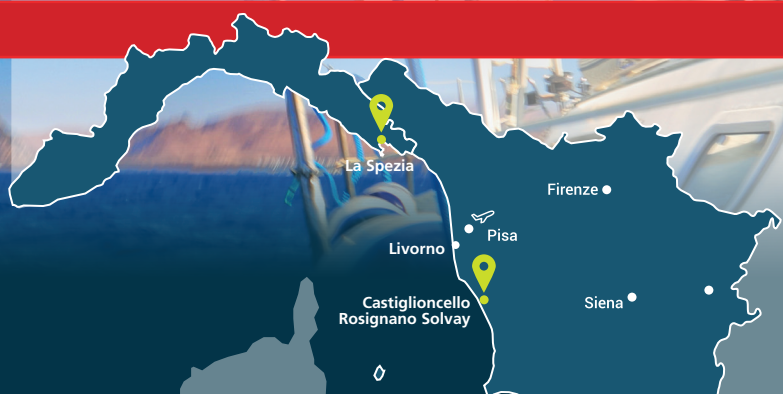 La Spezia
Firenze
Pisa
Livorno
Castiglioncello
Rosignano Solvay
Siena